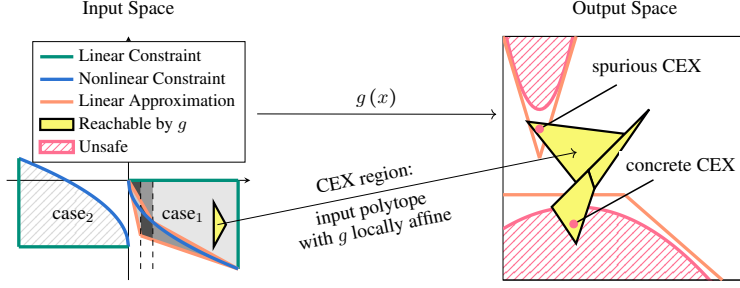 Input Space
Output Space
Linear Constraint
Nonlinear Constraint
Linear Approximation
Reachable by g
Unsafe
g (x)
spurious CEX
concrete CEX
CEX region:
input polytope
with g locally affine
case₂
case₁